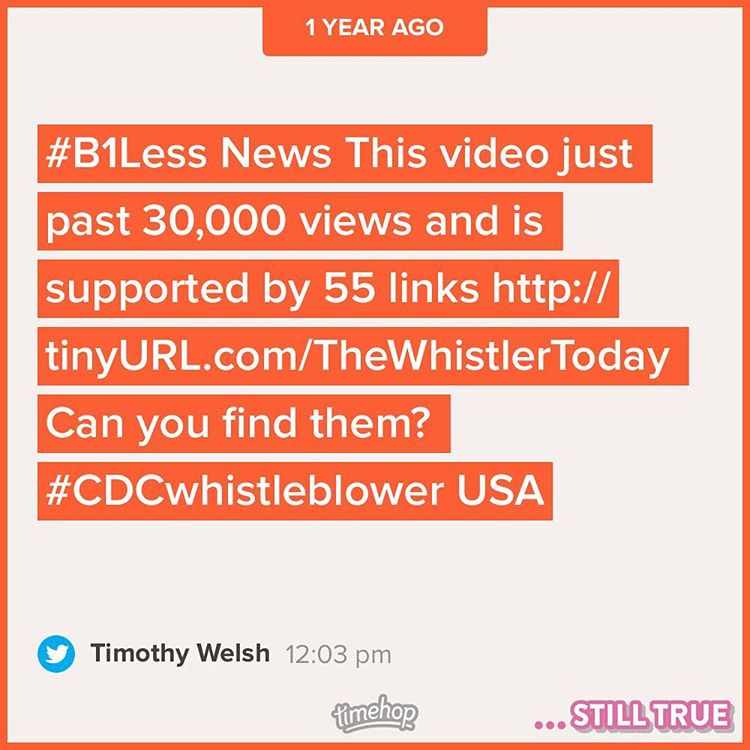 1 YEAR AGO
#B1Less News This video just
past 30,000 views and is
supported by 55 links http://
tinyURL.com/TheWhistlerToday
Can you find them?
#CDCwhistleblower USA
Timothy Welsh 12:03 pm
timehop
...STILL TRUE